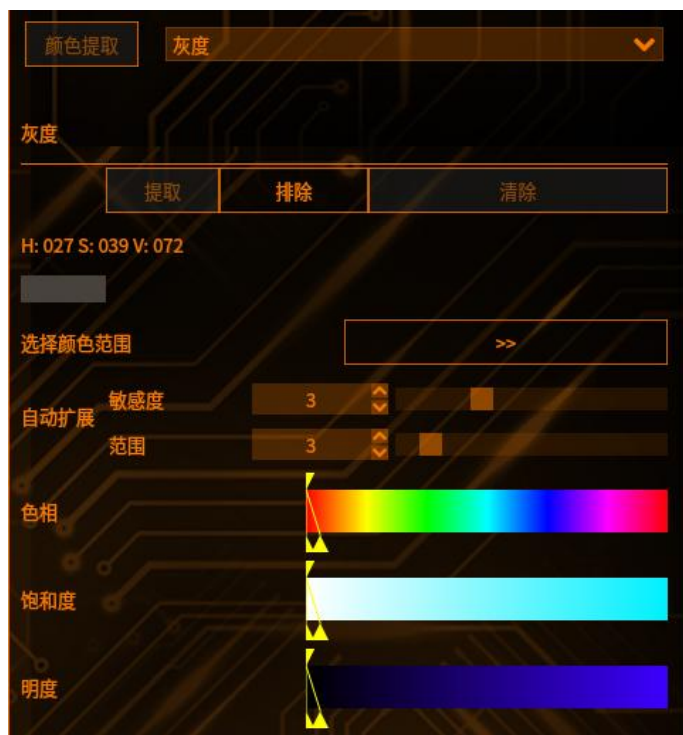 颜色提取 灰度
灰度
提取 排除 清除
H: 027 S: 039 V: 072
选择颜色范围 >>
自动扩展 敏感度 3
范围 3
色相
饱和度
明度